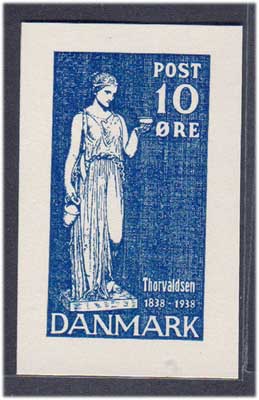 POST
10
ØRE
Thorvaldsen
1838 - 1938
DANMARK